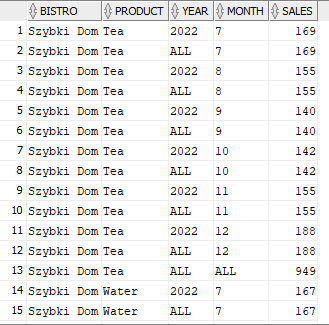 BISTRO PRODUCT YEAR MONTH SALES
1 Szybki Dom Tea 2022 7 169
2 Szybki Dom Tea ALL 7 169
3 Szybki Dom Tea 2022 8 155
4 Szybki Dom Tea ALL 8 155
5 Szybki Dom Tea 2022 9 140
6 Szybki Dom Tea ALL 9 140
7 Szybki Dom Tea 2022 10 142
8 Szybki Dom Tea ALL 10 142
9 Szybki Dom Tea 2022 11 155
10 Szybki Dom Tea ALL 11 155
11 Szybki Dom Tea 2022 12 188
12 Szybki Dom Tea ALL 12 188
13 Szybki Dom Tea ALL ALL 949
14 Szybki Dom Water 2022 7 167
15 Szybki Dom Water ALL 7 167